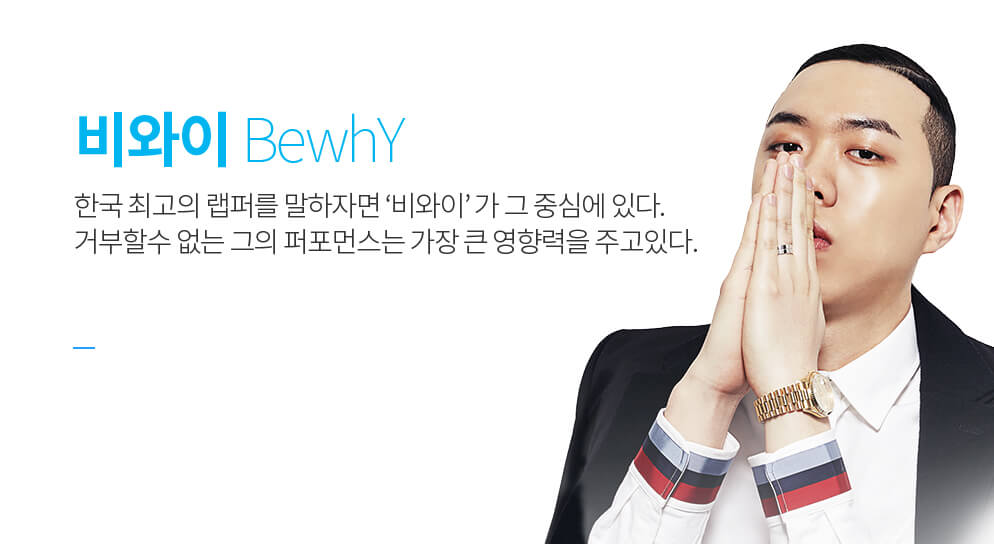 비와이 BewhY
한국 최고의 랩퍼를 말하자면 ‘비와이’ 가 그 중심에 있다.
거부할수 없는 그의 퍼포먼스는 가장 큰 영향력을 주고있다.